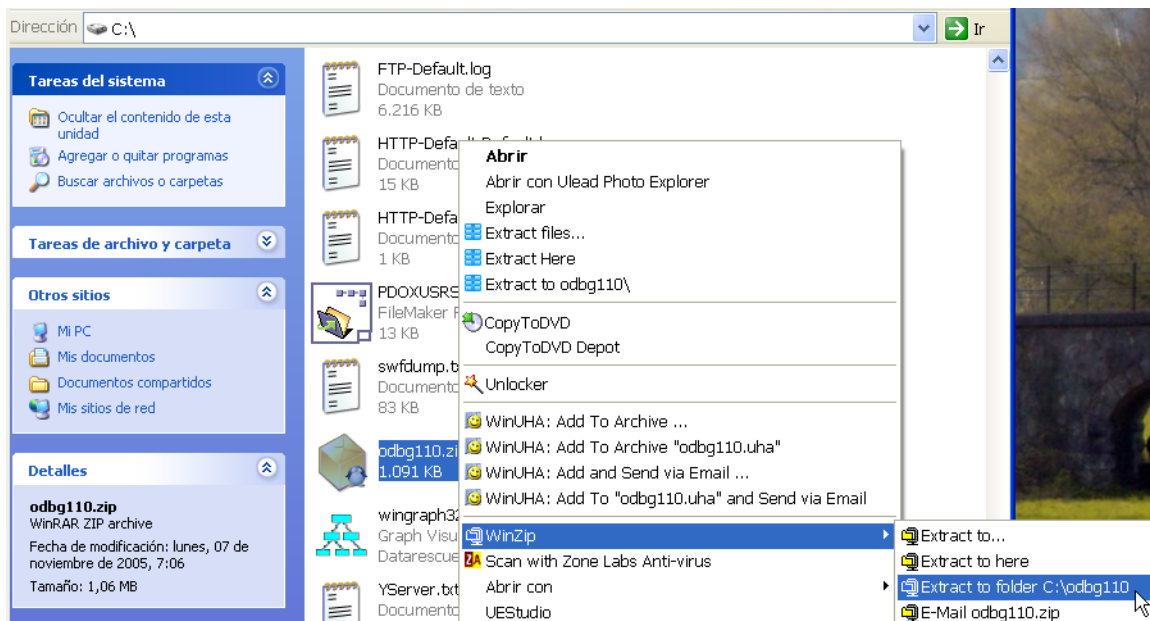 Dirección C:\ Ir
Tareas del sistema
Ocultar el contenido de esta
unidad
Agregar o quitar programas
Buscar archivos o carpetas
Tareas de archivo y carpeta
Otros sitios
Mi PC
Mis documentos
Documentos compartidos
Mis sitios de red
Detalles
odbg110.zip
WinRAR ZIP archive
Fecha de modificación: lunes, 07 de
noviembre de 2005, 7:06
Tamaño: 1,06 MB
FTP-Default.log
Documento de texto
6.216 KB
HTTP-Defa
Documento
15 KB
HTTP-Defa
Documento
1 KB
PDOXUSRS
FileMaker
13 KB
swfdump.t
Documento
83 KB
odbg110.zi
1.091 KB
wingraph32
Graph Visu
Datarescue
YServer.txt
Documento
Abrir
Abrir con Ulead Photo Explorer
Explorar
Extract files...
Extract Here
Extract to odbg110\
CopyToDVD
CopyToDVD Depot
Unlocker
WinUHA: Add To Archive ...
WinUHA: Add To Archive "odbg110.uha"
WinUHA: Add and Send via Email ...
WinUHA: Add To "odbg110.uha" and Send via Email
WinZip
ZA Scan with Zone Labs Anti-virus
Abrir con
UEStudio
Extract to...
Extract to here
Extract to folder C:\odbg110
E-Mail odbg110.zip